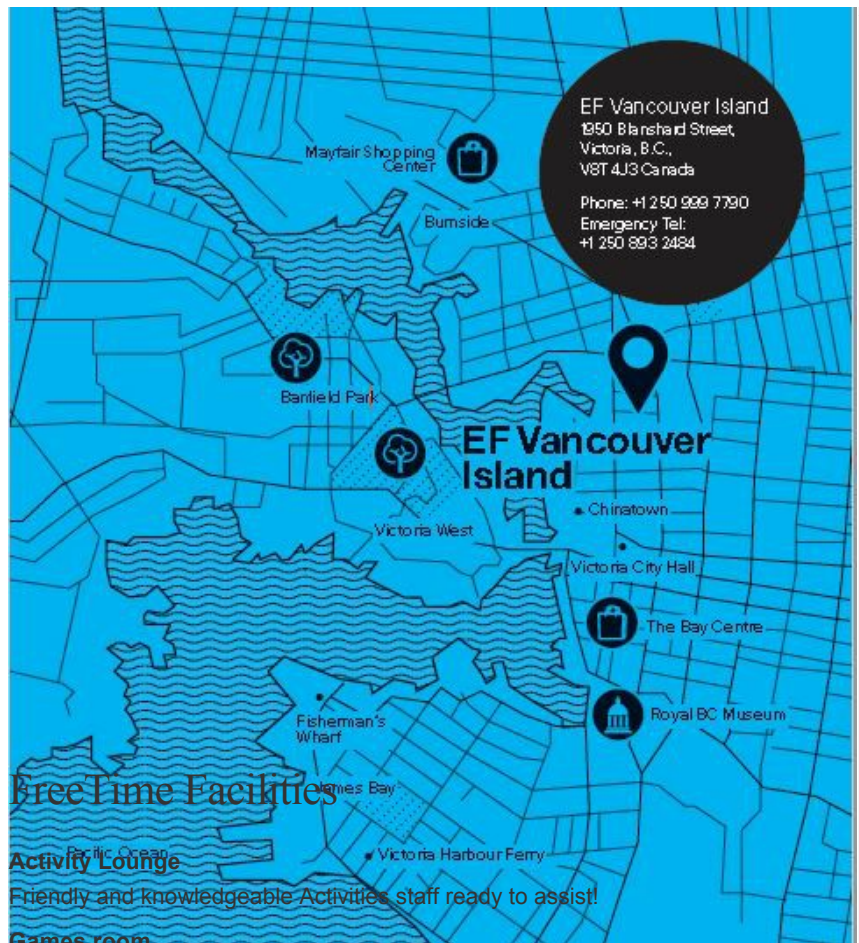 EF Vancouver Island
1950 Blanshard Street,
Victoria, B.C.,
V8T 4J3 Canada
Phone: +1 250 999 7790
Emergency Tel:
+1 250 893 2484
Mayfair Shopping
Center
Burnside
Banfield Park
EF Vancouver
Island
Chinatown
Victoria West
Victoria City Hall
The Bay Centre
Royal BC Museum
Fisherman's
Wharf
James Bay
FreeTime Facilities
Pacific Ocean
Victoria Harbour Ferry
Activity Lounge
Friendly and knowledgeable Activities staff ready to assist!
Games room